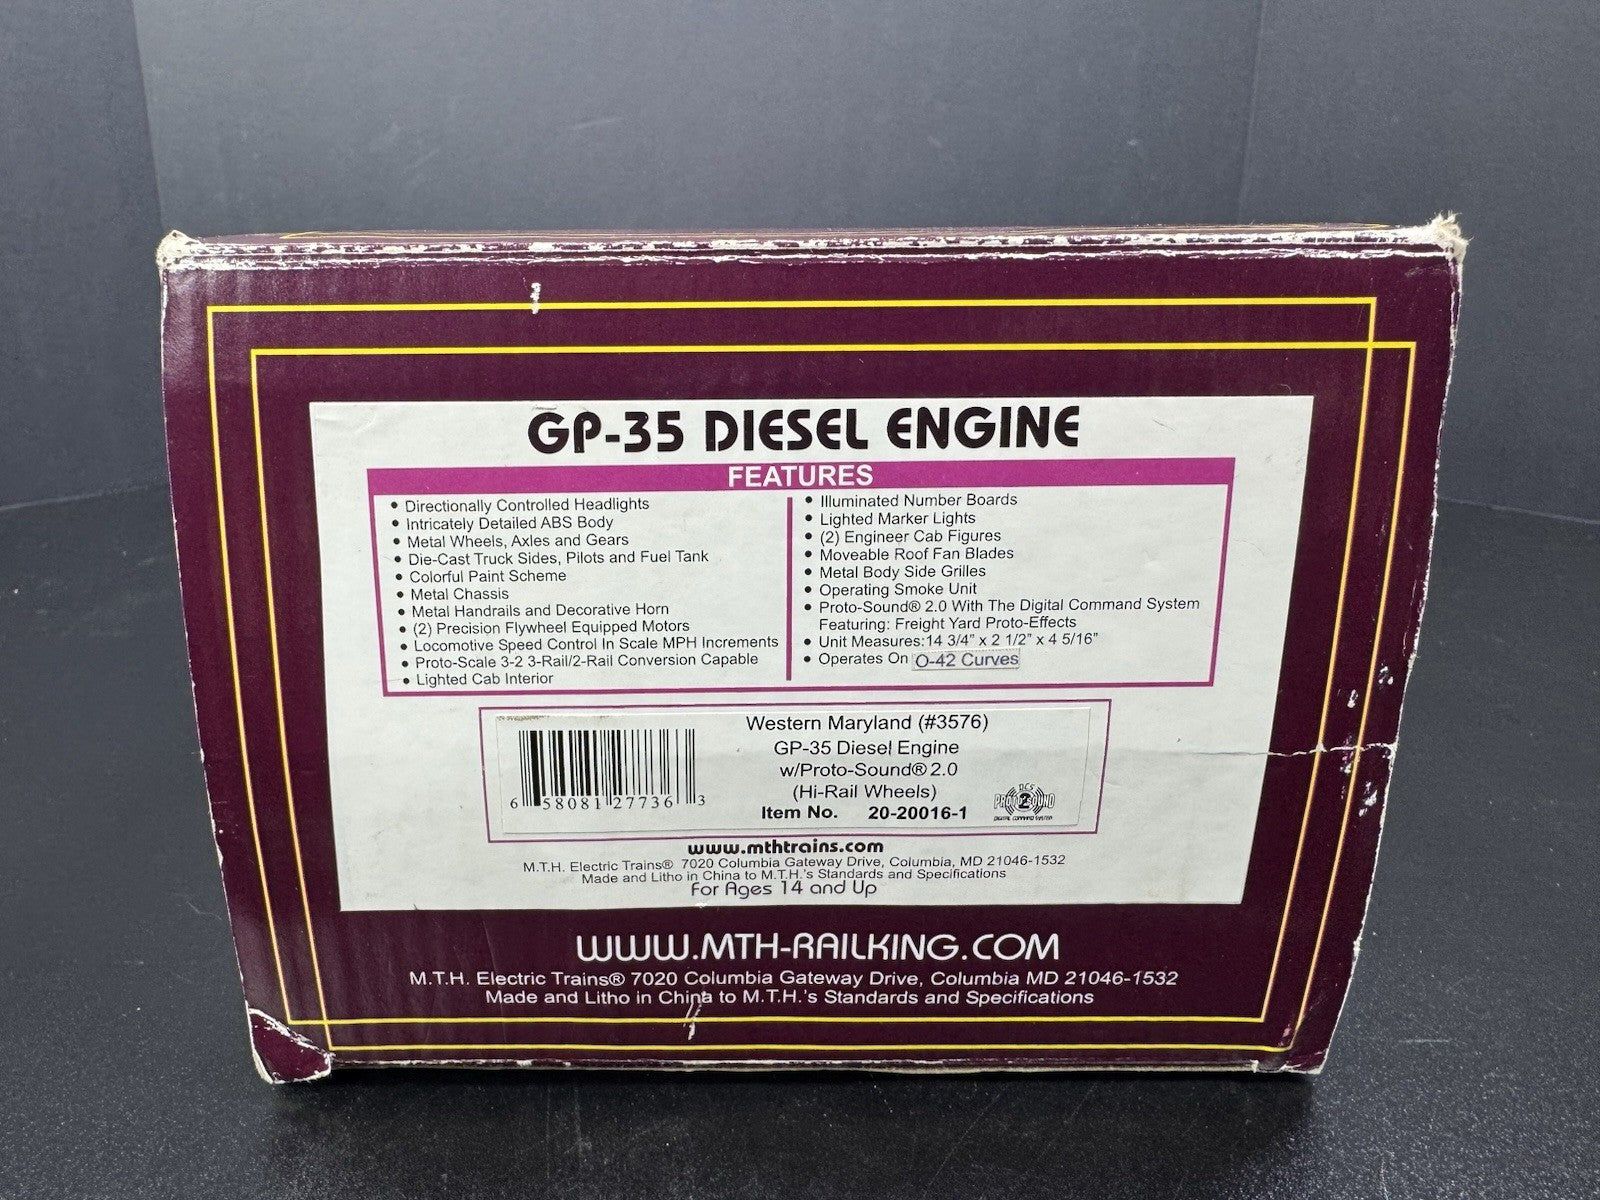 GP-35 DIESEL ENGINE
FEATURES
• Directionally Controlled Headlights
• Intricately Detailed ABS Body
• Metal Wheels, Axles and Gears
• Die-Cast Truck Sides, Pilots and Fuel Tank
• Colorful Paint Scheme
• Metal Chassis
• Metal Handrails and Decorative Horn
• (2) Precision Flywheel Equipped Motors
• Locomotive Speed Control In Scale MPH Increments
• Proto-Scale 3-2 3-Rail/2-Rail Conversion Capable
• Lighted Cab Interior
• Illuminated Number Boards
• Lighted Marker Lights
• (2) Engineer Cab Figures
• Moveable Roof Fan Blades
• Metal Body Side Grilles
• Operating Smoke Unit
• Proto-Sound® 2.0 With The Digital Command System
Featuring: Freight Yard Proto-Effects
• Unit Measures:14 3/4" x 2 1/2" x 4 5/16"
• Operates On O-42 Curves
6 58081 27736 3
Western Maryland (#3576)
GP-35 Diesel Engine
w/Proto-Sound® 2.0
(Hi-Rail Wheels)
Item No. 20-20016-1
DCS
PROTO SOUND
2
DIGITAL COMMAND SYSTEM
www.mthtrains.com
M.T.H. Electric Trains® 7020 Columbia Gateway Drive, Columbia, MD 21046-1532
Made and Litho in China to M.T.H.'s Standards and Specifications
For Ages 14 and Up
WWW.MTH-RAILKING.COM
M.T.H. Electric Trains® 7020 Columbia Gateway Drive, Columbia MD 21046-1532
Made and Litho in China to M.T.H.'s Standards and Specifications